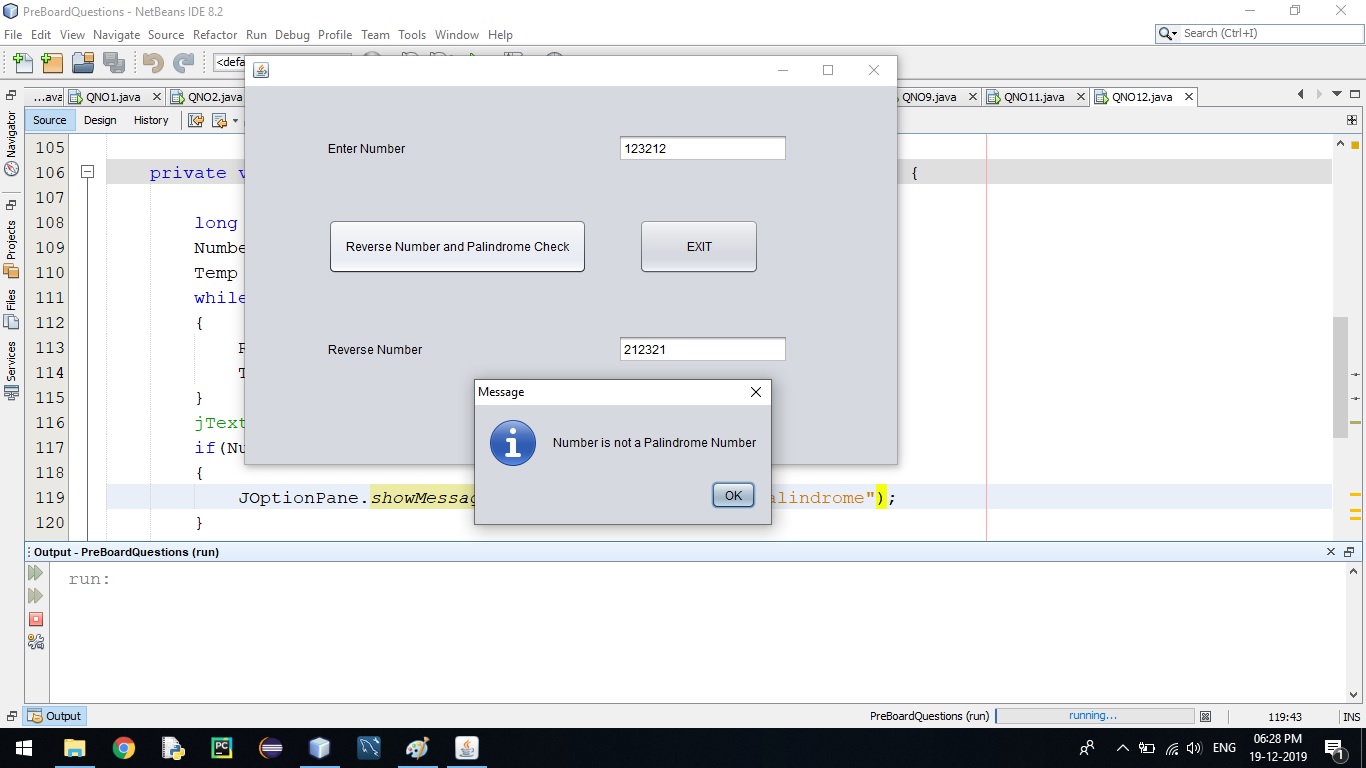 PreBoardQuestions - NetBeans IDE 8.2
File Edit View Navigate Source Refactor Run Debug Profile Team Tools Window Help
Search (Ctrl+I)
<defa
...ava QNO1.java QNO2.java QNO9.java QNO11.java QNO12.java
Source Design History
Navigator
Projects
Files
Services
105
106 private v {
107
108 long
109 Numbe
110 Temp
111 while
112 {
113
114
115 }
116 jText
117 if(Nu
118 {
119 JOptionPane.showMessag alindrome");
120 }
Enter Number 123212
Reverse Number and Palindrome Check EXIT
Reverse Number 212321
Message
Number is not a Palindrome Number
OK
Output - PreBoardQuestions (run)
run:
Output
PreBoardQuestions (run) running... 119:43 INS
PC
ENG
06:28 PM
19-12-2019
1